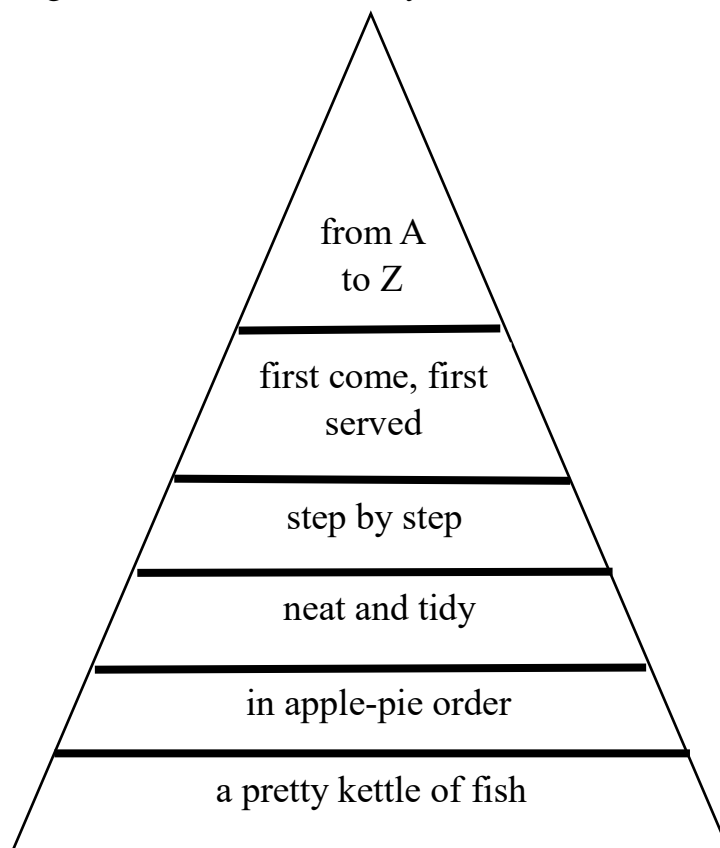 from A
to Z
first come, first
served
step by step
neat and tidy
in apple-pie order
a pretty kettle of fish